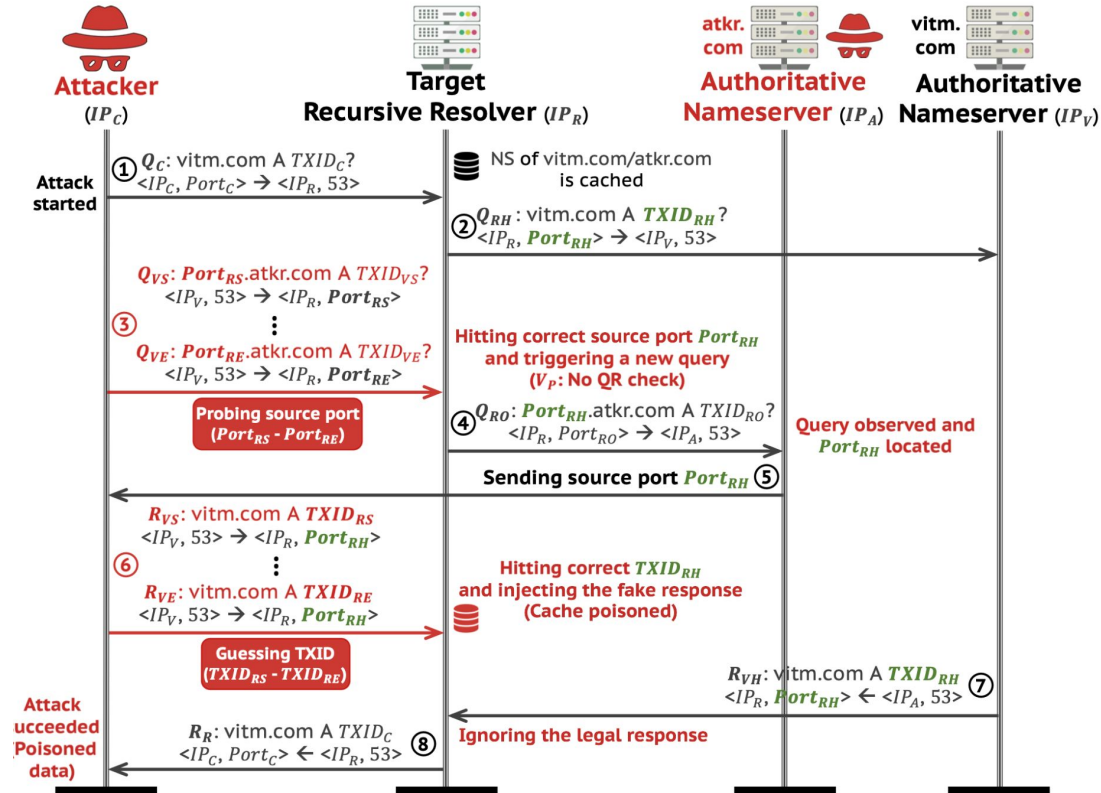 Attacker
(IP_C)
Target
Recursive Resolver (IP_R)
atkr.
com
Authoritative
Nameserver (IP_A)
vitm.
com
Authoritative
Nameserver (IP_V)
Attack
started
① Q_C: vitm.com A TXID_C?
<IP_C, Port_C> → <IP_R, 53>
NS of vitm.com/atkr.com
is cached
② Q_RH: vitm.com A TXID_RH?
<IP_R, Port_RH> → <IP_V, 53>
③
Q_VS: Port_RS.atkr.com A TXID_VS?
<IP_V, 53> → <IP_R, Port_RS>
⋮
Q_VE: Port_RE.atkr.com A TXID_VE?
<IP_V, 53> → <IP_R, Port_RE>
Probing source port
(Port_RS - Port_RE)
Hitting correct source port Port_RH
and triggering a new query
(V_P: No QR check)
④ Q_RO: Port_RH.atkr.com A TXID_RO?
<IP_R, Port_RO> → <IP_A, 53>
Query observed and
Port_RH located
Sending source port Port_RH ⑤
⑥
R_VS: vitm.com A TXID_RS
<IP_V, 53> → <IP_R, Port_RH>
⋮
R_VE: vitm.com A TXID_RE
<IP_V, 53> → <IP_R, Port_RH>
Guessing TXID
(TXID_RS - TXID_RE)
Hitting correct TXID_RH
and injecting the fake response
(Cache poisoned)
R_VH: vitm.com A TXID_RH
<IP_R, Port_RH> ← <IP_A, 53>
⑦
Ignoring the legal response
Attack
ucceeded
Poisoned
data)
R_R: vitm.com A TXID_C
<IP_C, Port_C> ← <IP_R, 53>
⑧